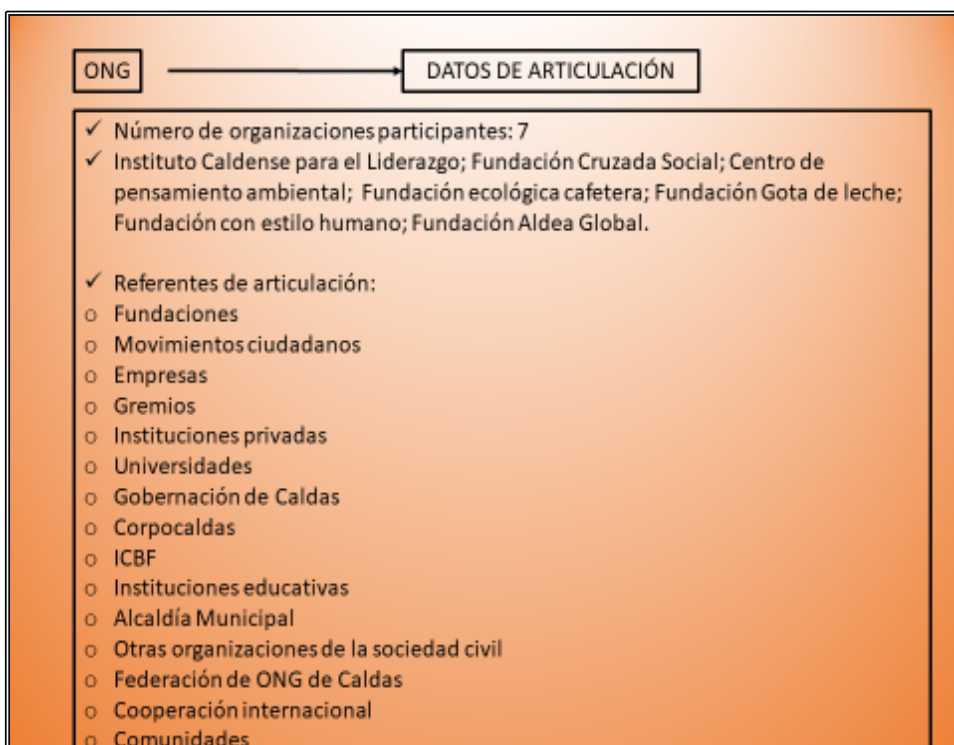 ONG
DATOS DE ARTICULACIÓN
✓ Número de organizaciones participantes: 7
✓ Instituto Caldense para el Liderazgo; Fundación Cruzada Social; Centro de
pensamiento ambiental; Fundación ecológica cafetera; Fundación Gota de leche;
Fundación con estilo humano; Fundación Aldea Global.
✓ Referentes de articulación:
o Fundaciones
o Movimientos ciudadanos
o Empresas
o Gremios
o Instituciones privadas
o Universidades
o Gobernación de Caldas
o Corpocaldas
o ICBF
o Instituciones educativas
o Alcaldía Municipal
o Otras organizaciones de la sociedad civil
o Federación de ONG de Caldas
o Cooperación internacional
o Comunidades